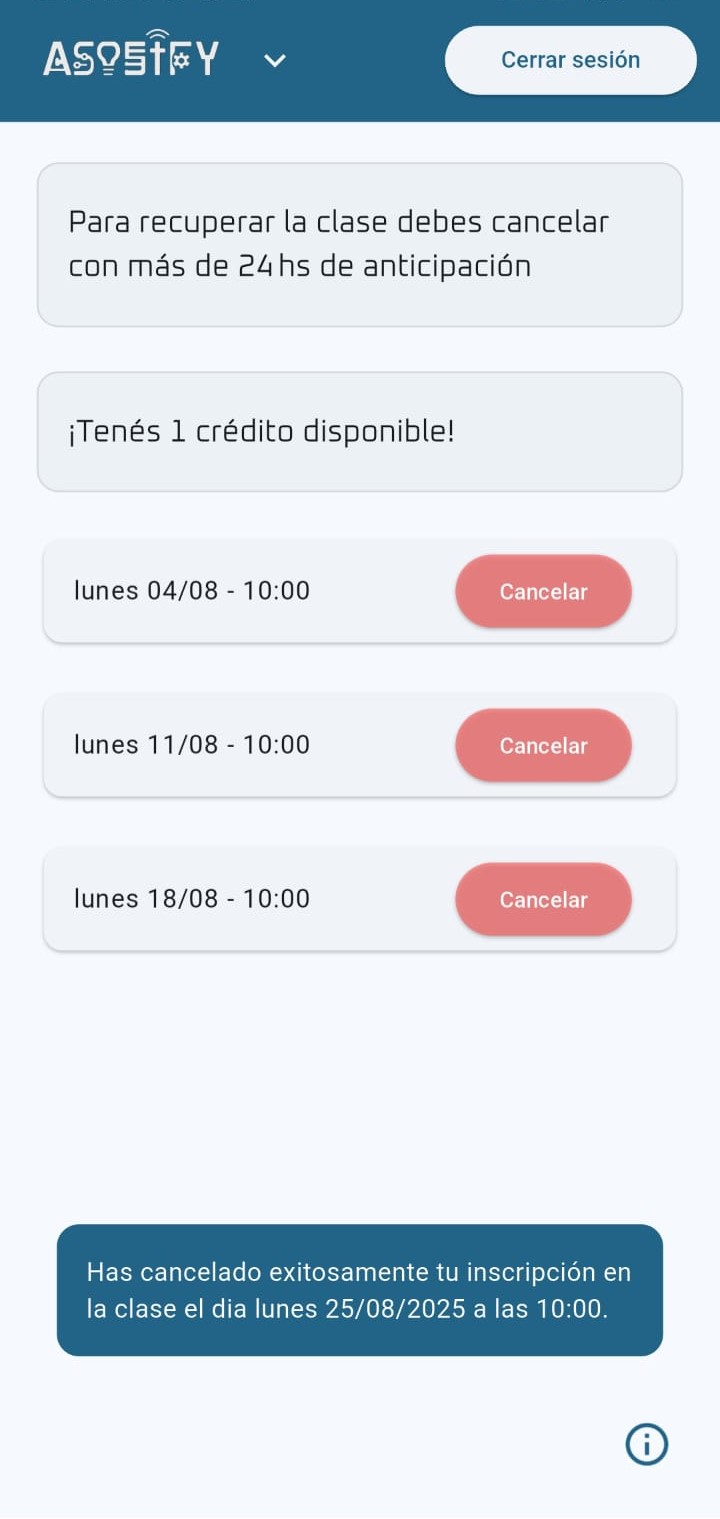 ASOSTIFY
Cerrar sesión
Para recuperar la clase debes cancelar
con más de 24hs de anticipación
¡Tenés 1 crédito disponible!
lunes 04/08 - 10:00
Cancelar
lunes 11/08 - 10:00
Cancelar
lunes 18/08 - 10:00
Cancelar
Has cancelado exitosamente tu inscripción en
la clase el dia lunes 25/08/2025 a las 10:00.